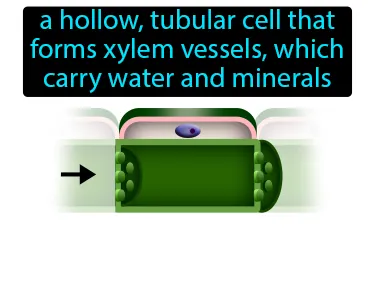 a hollow, tubular cell that
forms xylem vessels, which
carry water and minerals